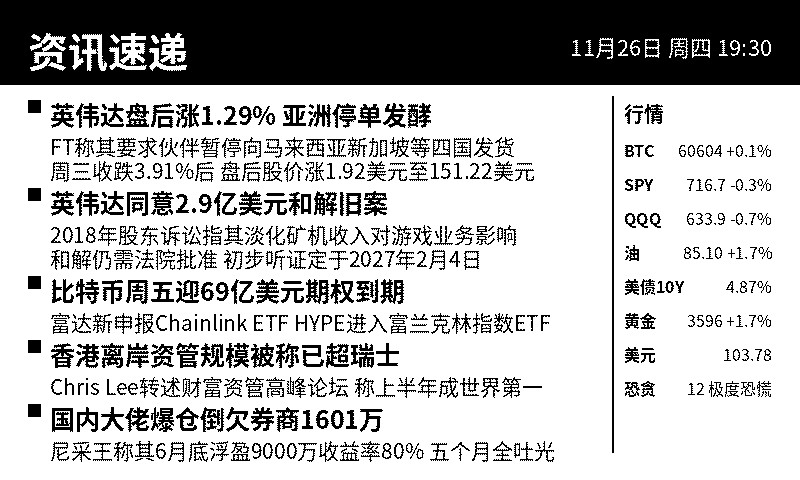 资讯速递
11月26日 周四 19:30
英伟达盘后涨1.29% 亚洲停单发酵
FT称其要求伙伴暂停向马来西亚新加坡等四国发货
周三收跌3.91%后 盘后股价涨1.92美元至151.22美元
英伟达同意2.9亿美元和解旧案
2018年股东诉讼指其淡化矿机收入对游戏业务影响
和解仍需法院批准 初步听证定于2027年2月4日
比特币周五迎69亿美元期权到期
富达新申报Chainlink ETF HYPE进入富兰克林指数ETF
香港离岸资管规模被称已超瑞士
Chris Lee转述财富资管高峰论坛 称上半年成世界第一
国内大佬爆仓倒欠券商1601万
尼采王称其6月底浮盈9000万收益率80% 五个月全吐光
行情
BTC 60604 +0.1%
SPY 716.7 -0.3%
QQQ 633.9 -0.7%
油 85.10 +1.7%
美债10Y 4.87%
黄金 3596 +1.7%
美元 103.78
恐贪 12 极度恐慌